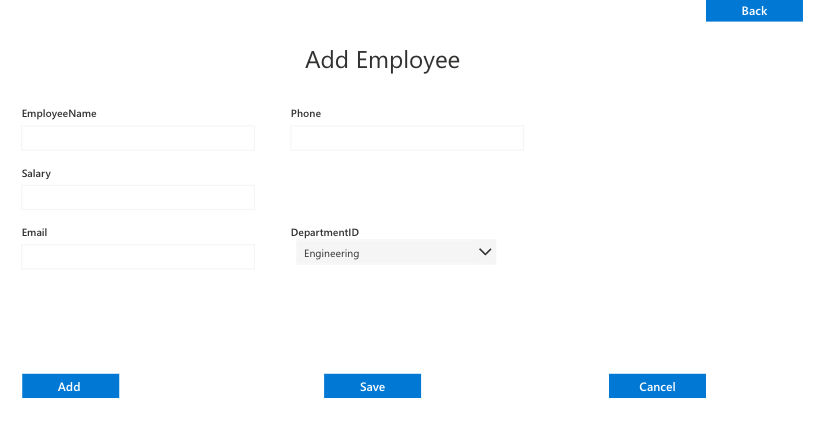 Back
Add Employee
EmployeeName
Phone
Salary
Email
DepartmentID
Engineering
Add
Save
Cancel